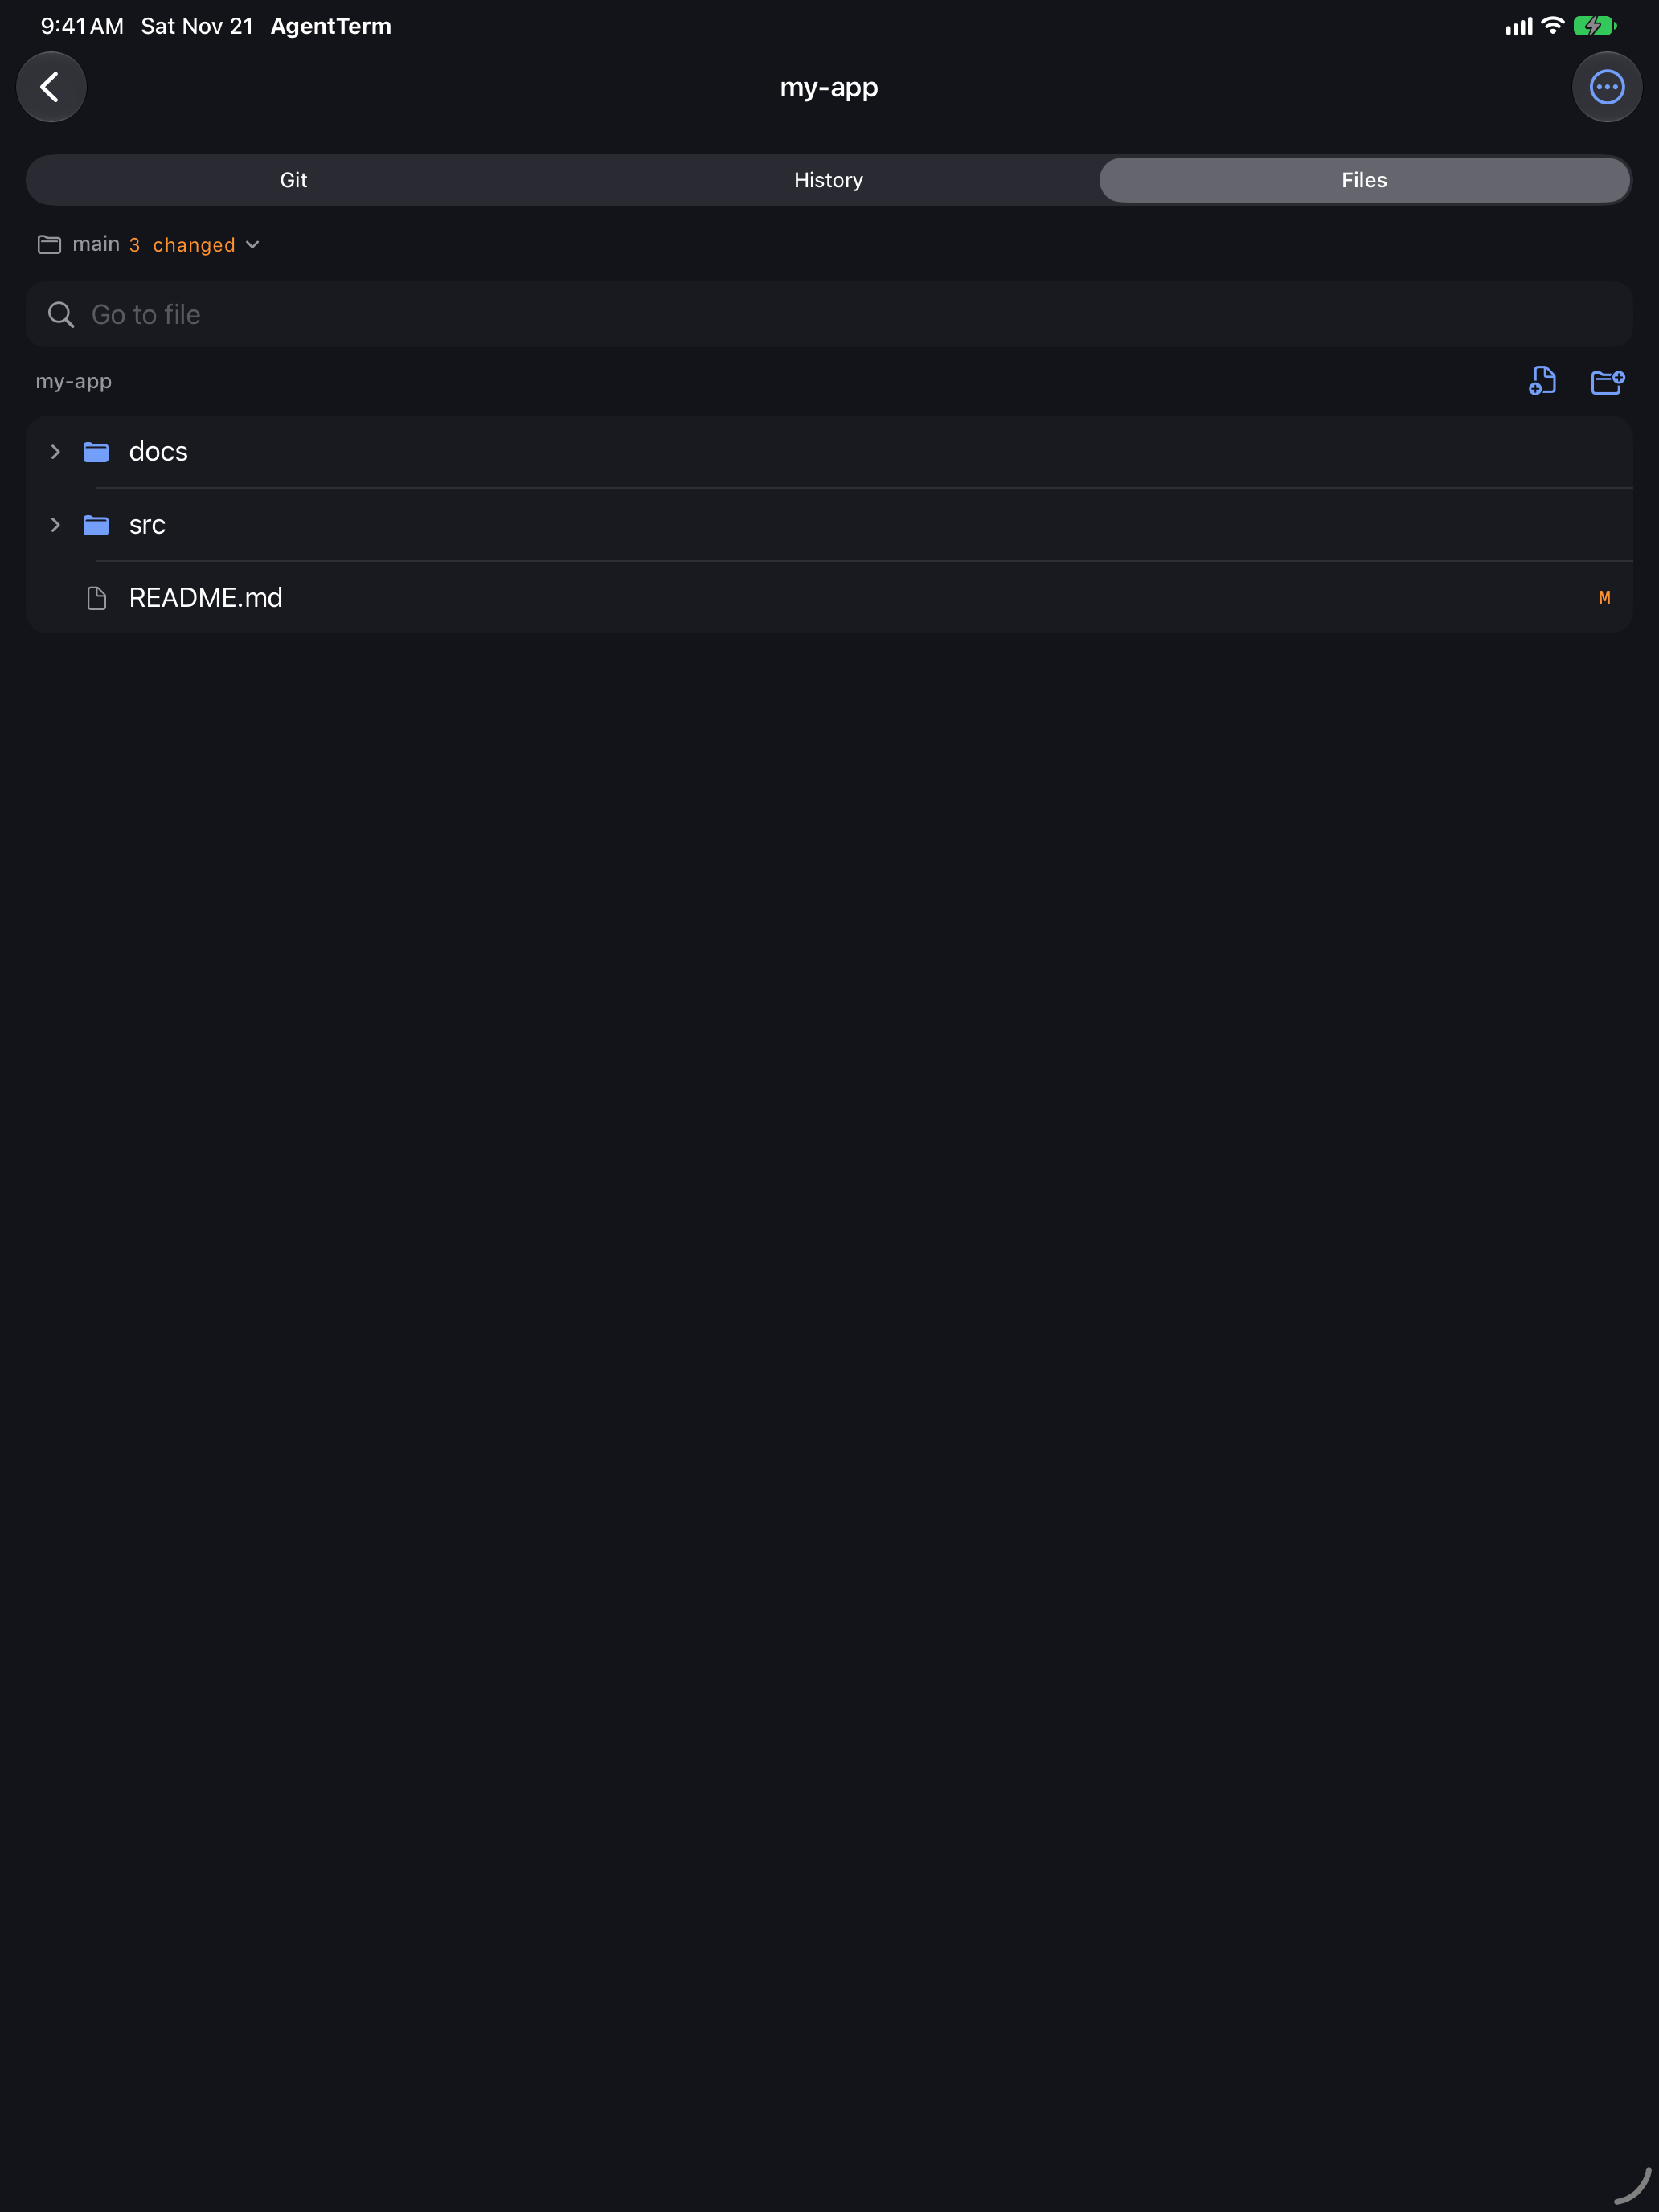 9:41 AM Sat Nov 21 AgentTerm
my-app
Git History Files
main 3 changed
Go to file
my-app
docs
src
README.md M